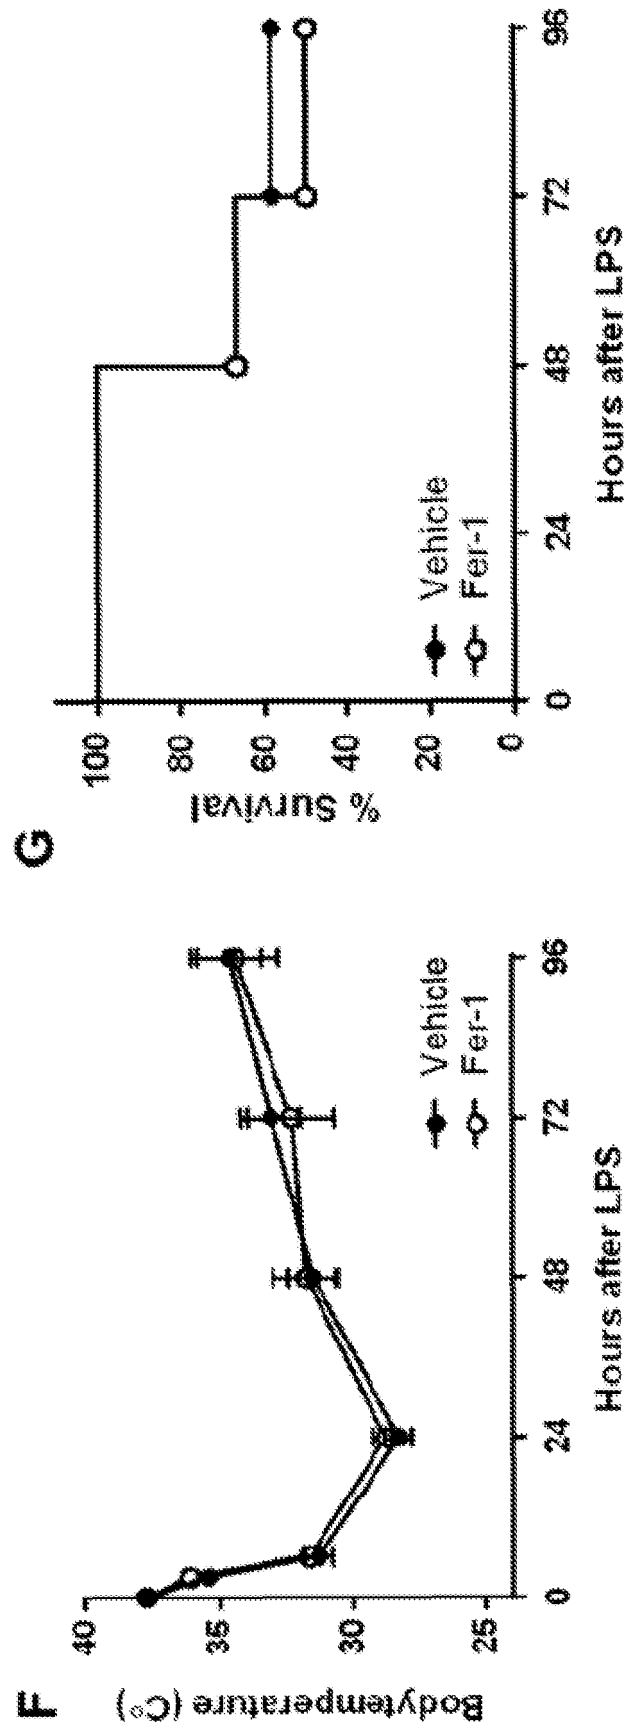 F
Bodytemperature (C°)
40
35
30
25
0 24 48 72 96
Hours after LPS
Vehicle
Fer-1
G
% Survival
100
80
60
40
20
0
0 24 48 72 96
Hours after LPS
Vehicle
Fer-1